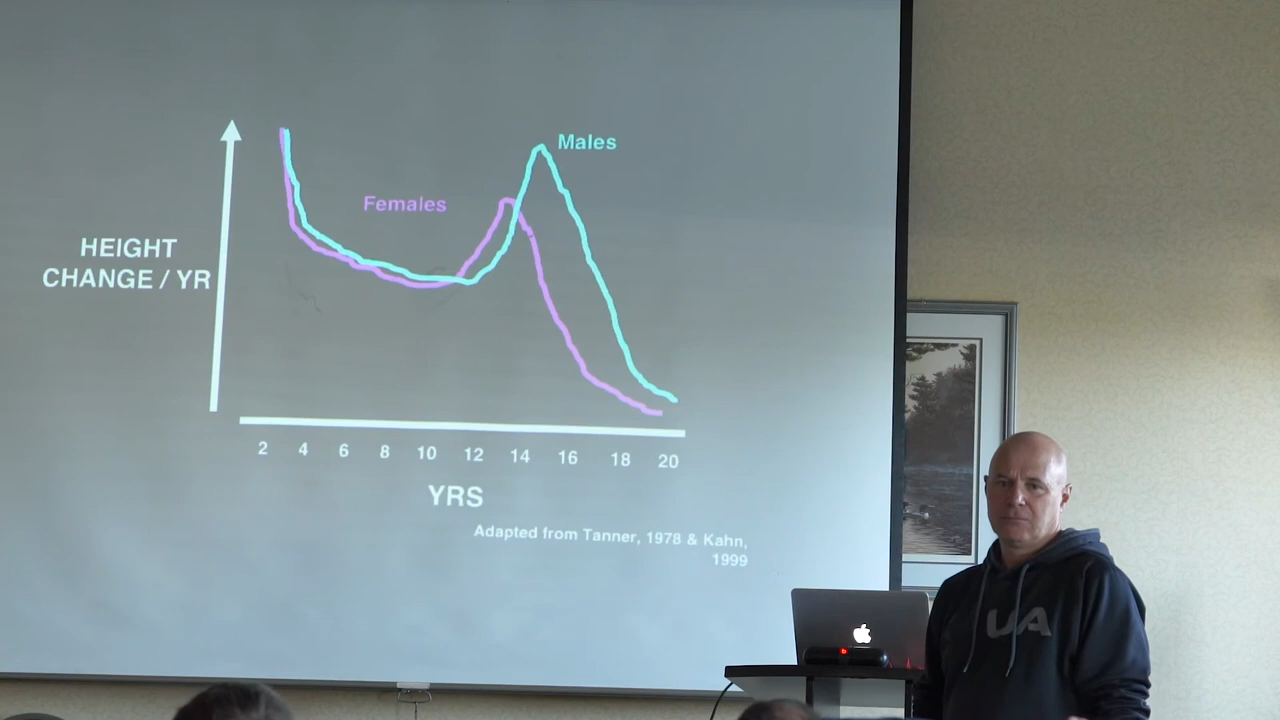 Males
Females
HEIGHT
CHANGE / YR
2 4 6 8 10 12 14 16 18 20
YRS
Adapted from Tanner, 1978 & Kahn,
1999
UA